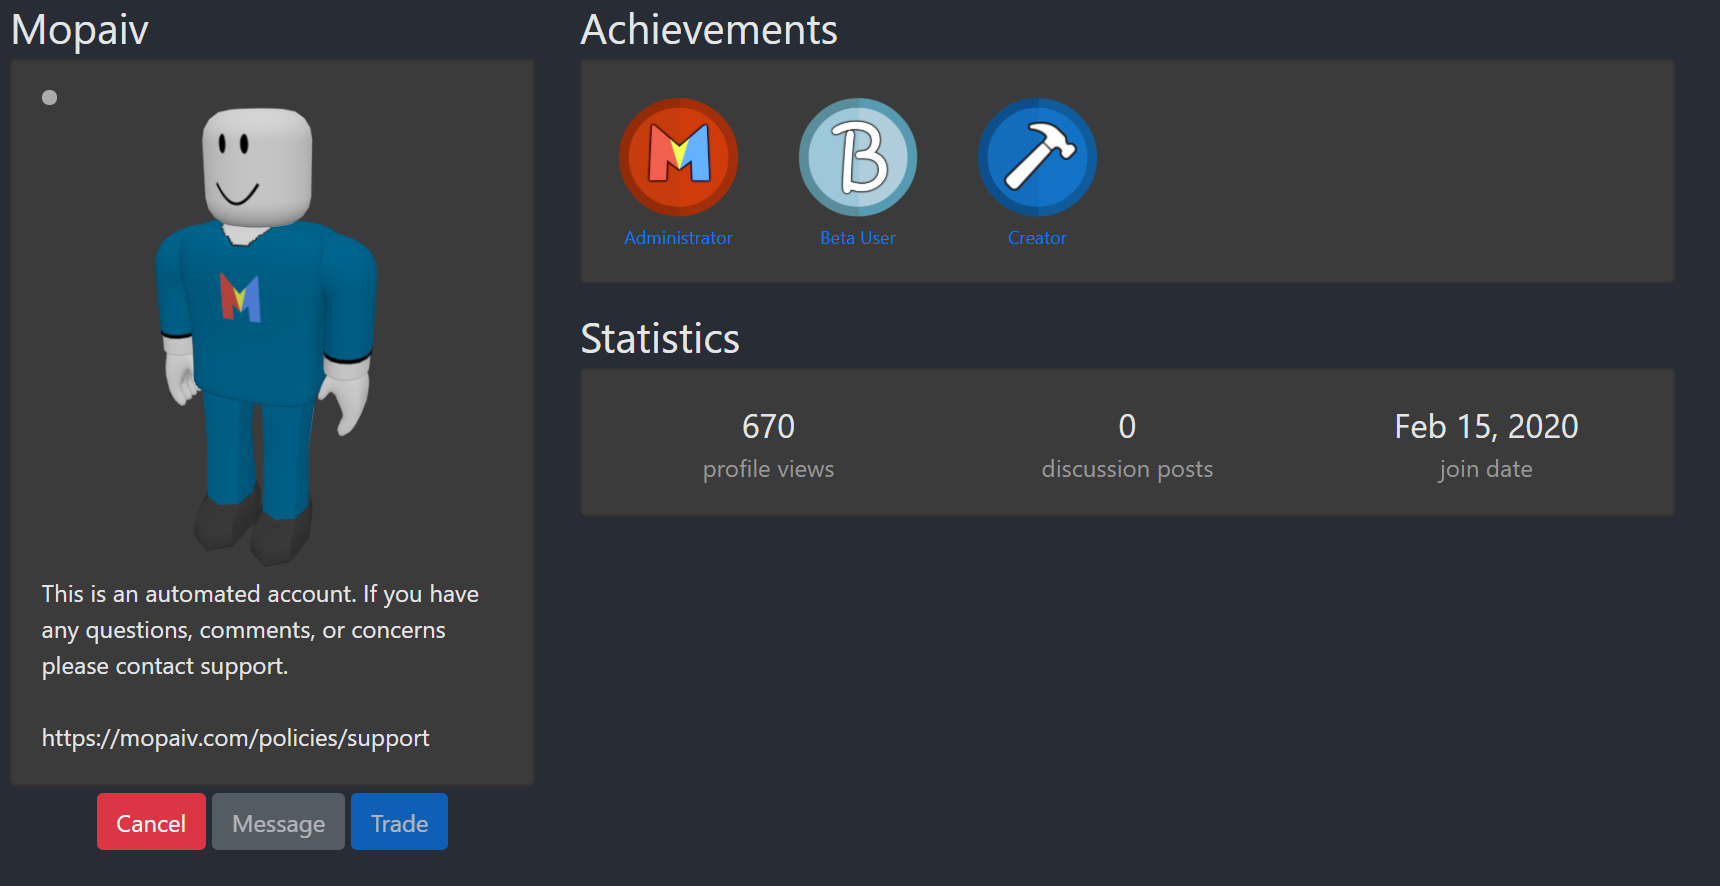 Mopaiv
M
This is an automated account. If you have
any questions, comments, or concerns
please contact support.
https://mopaiv.com/policies/support
Cancel Message Trade
Achievements
M B
Administrator Beta User Creator
Statistics
670 0 Feb 15, 2020
profile views discussion posts join date